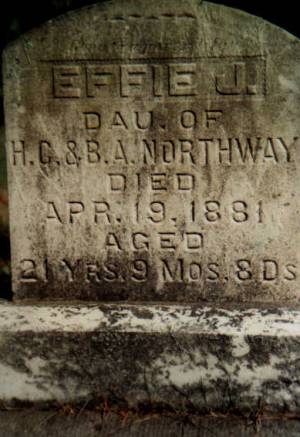 EFFIE J.
DAU. OF
H.C. & B.A. NORTHWAY
DIED
APR. 19, 1881
AGED
21 YRS. 9 MOS. 8 DS